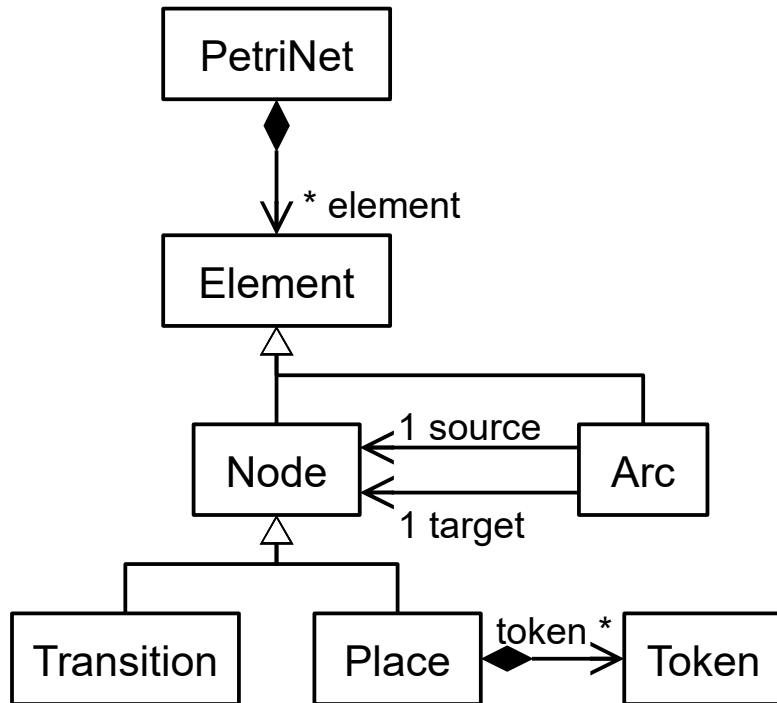 PetriNet
* element
Element
1 source
Node
Arc
1 target
Transition
Place
token *
Token